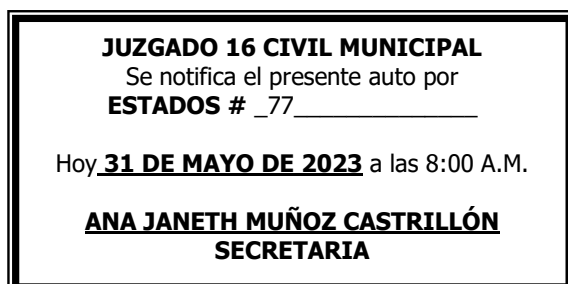 JUZGADO 16 CIVIL MUNICIPAL
Se notifica el presente auto por
ESTADOS # _77______________
Hoy 31 DE MAYO DE 2023 a las 8:00 A.M.
ANA JANETH MUÑOZ CASTRILLÓN
SECRETARIA